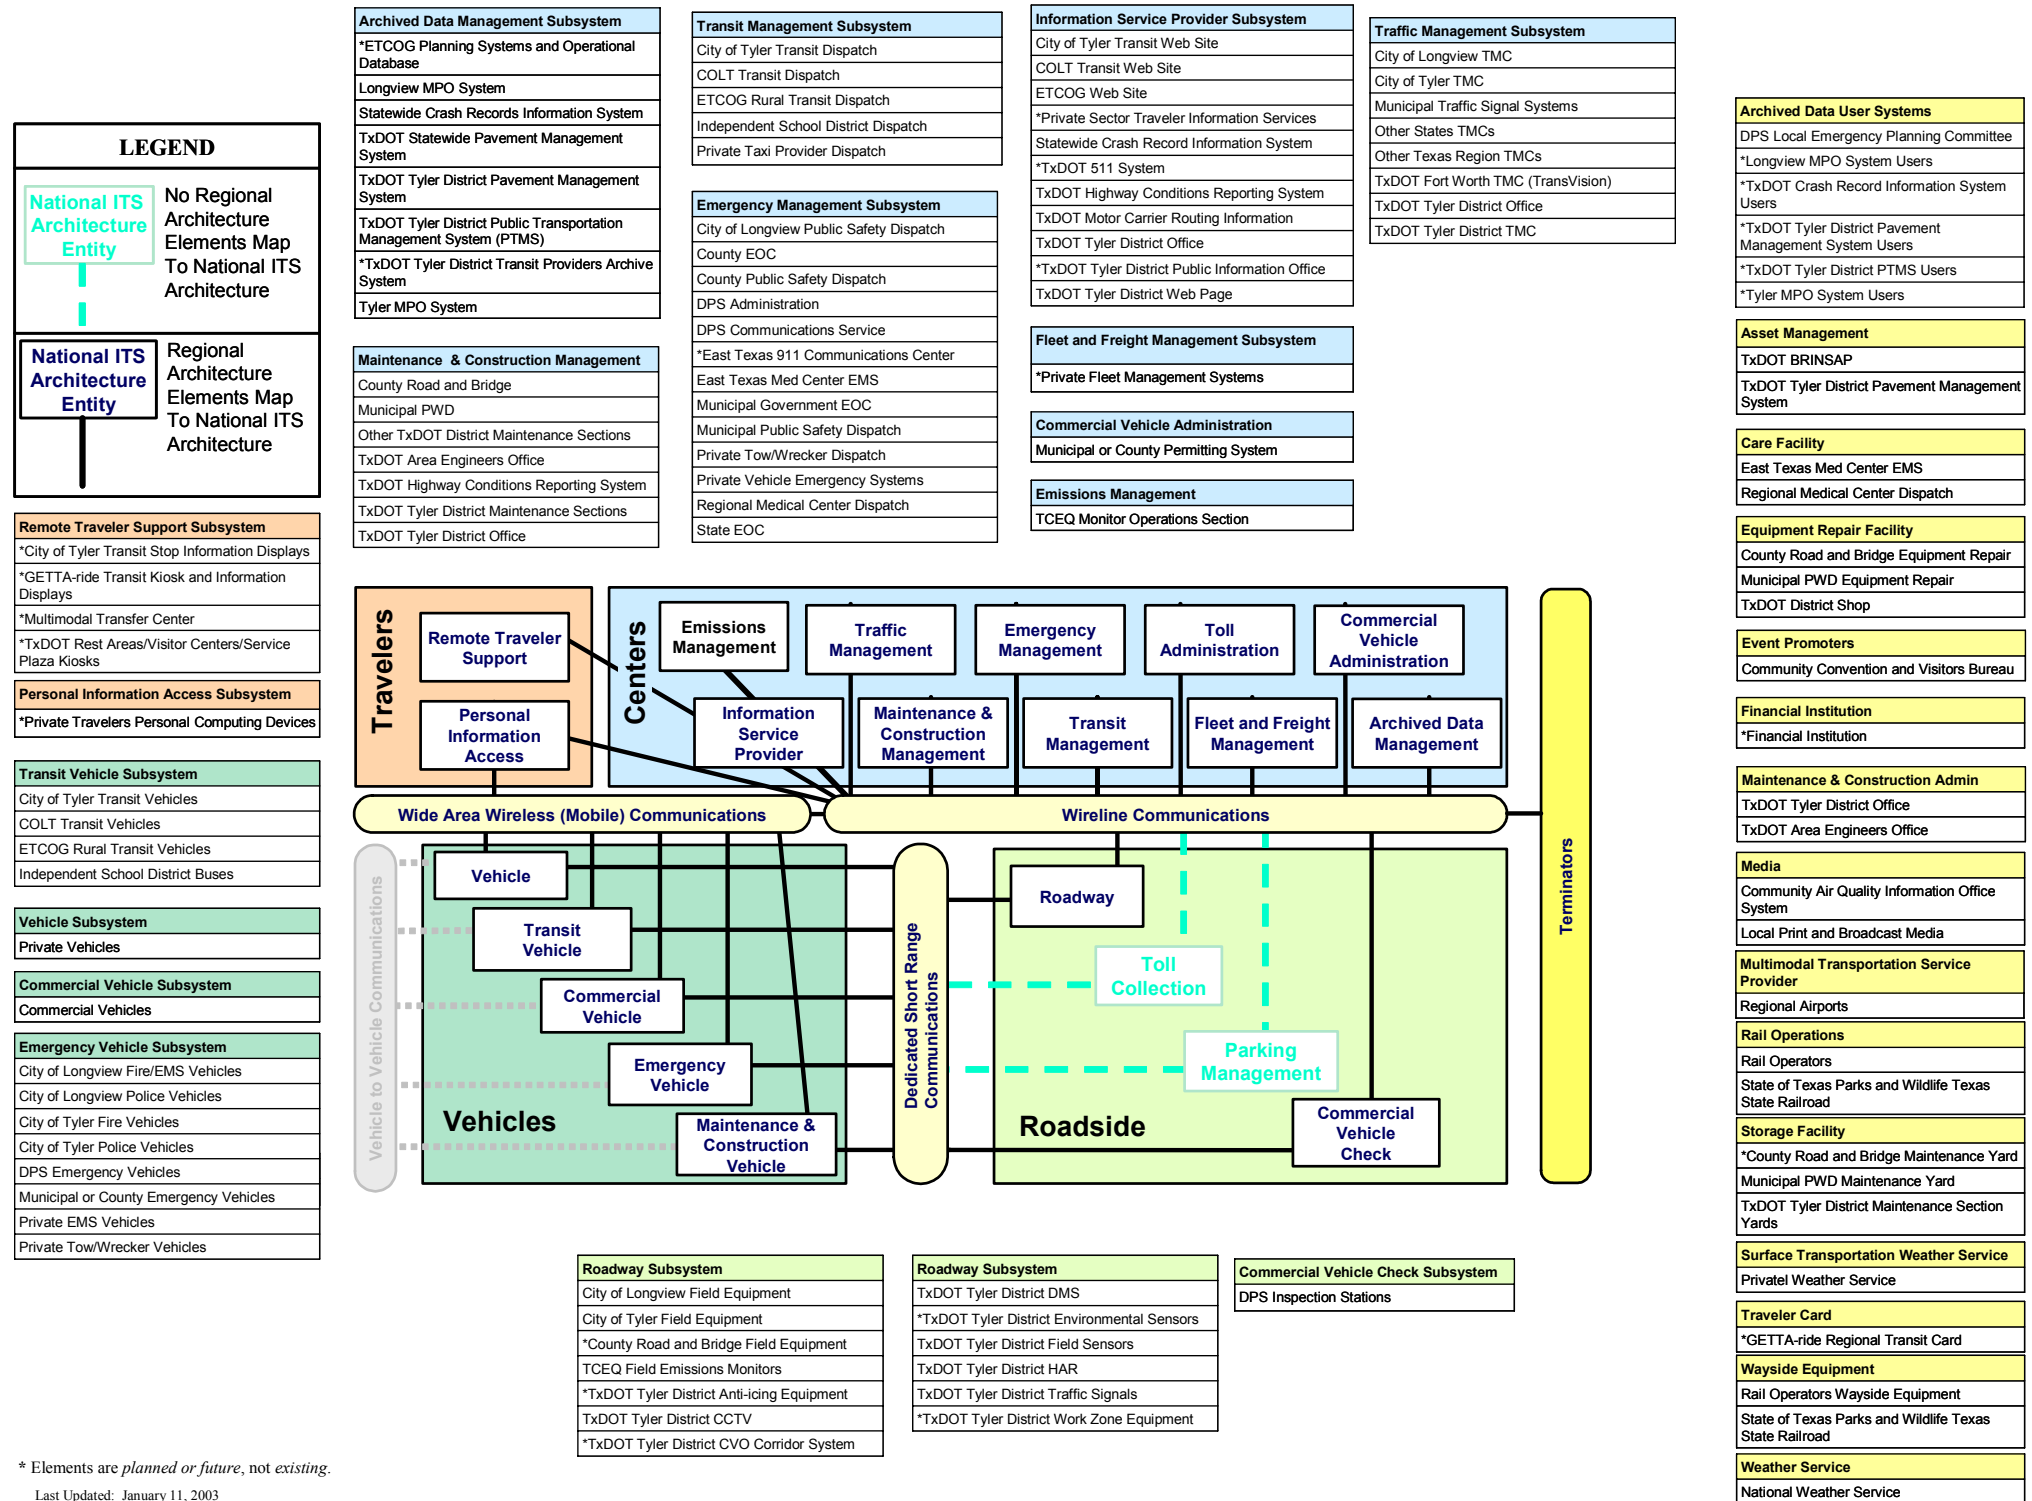 Archived Data Management Subsystem
*ETCOG Planning Systems and Operational
Database
Longview MPO System
Statewide Crash Records Information System
TxDOT Statewide Pavement Management
System
TxDOT Tyler District Pavement Management
System
TxDOT Tyler District Public Transportation
Management System (PTMS)
*TxDOT Tyler District Transit Providers Archive
System
Tyler MPO System
Transit Management Subsystem
City of Tyler Transit Dispatch
COLT Transit Dispatch
ETCOG Rural Transit Dispatch
Independent School District Dispatch
Private Taxi Provider Dispatch
Information Service Provider Subsystem
City of Tyler Transit Web Site
COLT Transit Web Site
ETCOG Web Site
*Private Sector Traveler Information Services
Statewide Crash Record Information System
*TxDOT 511 System
TxDOT Highway Conditions Reporting System
TxDOT Motor Carrier Routing Information
TxDOT Tyler District Office
*TxDOT Tyler District Public Information Office
TxDOT Tyler District Web Page
Traffic Management Subsystem
City of Longview TMC
City of Tyler TMC
Municipal Traffic Signal Systems
Other States TMCs
Other Texas Region TMCs
TxDOT Fort Worth TMC (TransVision)
TxDOT Tyler District Office
TxDOT Tyler District TMC
LEGEND
National ITS
Architecture
Entity
No Regional
Architecture
Elements Map
To National ITS
Architecture
National ITS
Architecture
Entity
Regional
Architecture
Elements Map
To National ITS
Architecture
Maintenance & Construction Management
County Road and Bridge
Municipal PWD
Other TxDOT District Maintenance Sections
TxDOT Area Engineers Office
TxDOT Highway Conditions Reporting System
TxDOT Tyler District Maintenance Sections
TxDOT Tyler District Office
Emergency Management Subsystem
City of Longview Public Safety Dispatch
County EOC
County Public Safety Dispatch
DPS Administration
DPS Communications Service
*East Texas 911 Communications Center
East Texas Med Center EMS
Municipal Government EOC
Municipal Public Safety Dispatch
Private Tow/Wrecker Dispatch
Private Vehicle Emergency Systems
Regional Medical Center Dispatch
State EOC
Fleet and Freight Management Subsystem
*Private Fleet Management Systems
Commercial Vehicle Administration
Municipal or County Permitting System
Emissions Management
TCEQ Monitor Operations Section
Remote Traveler Support Subsystem
*City of Tyler Transit Stop Information Displays
*GETTA-ride Transit Kiosk and Information
Displays
*Multimodal Transfer Center
*TxDOT Rest Areas/Visitor Centers/Service
Plaza Kiosks
Personal Information Access Subsystem
*Private Travelers Personal Computing Devices
Transit Vehicle Subsystem
City of Tyler Transit Vehicles
COLT Transit Vehicles
ETCOG Rural Transit Vehicles
Independent School District Buses
Vehicle Subsystem
Private Vehicles
Commercial Vehicle Subsystem
Commercial Vehicles
Emergency Vehicle Subsystem
City of Longview Fire/EMS Vehicles
City of Longview Police Vehicles
City of Tyler Fire Vehicles
City of Tyler Police Vehicles
DPS Emergency Vehicles
Municipal or County Emergency Vehicles
Private EMS Vehicles
Private Tow/Wrecker Vehicles
Travelers
Remote Traveler
Support
Personal
Information
Access
Centers
Emissions
Management
Traffic
Management
Emergency
Management
Toll
Administration
Commercial
Vehicle
Administration
Information
Service
Provider
Maintenance &
Construction
Management
Transit
Management
Fleet and Freight
Management
Archived Data
Management
Wide Area Wireless (Mobile) Communications
Wireline Communications
Vehicle to Vehicle Communications
Vehicle
Transit
Vehicle
Commercial
Vehicle
Emergency
Vehicle
Maintenance &
Construction
Vehicle
Vehicles
Dedicated Short Range
Communications
Roadway
Toll
Collection
Parking
Management
Commercial
Vehicle
Check
Roadside
Terminators
Roadway Subsystem
City of Longview Field Equipment
City of Tyler Field Equipment
*County Road and Bridge Field Equipment
TCEQ Field Emissions Monitors
*TxDOT Tyler District Anti-icing Equipment
TxDOT Tyler District CCTV
*TxDOT Tyler District CVO Corridor System
Roadway Subsystem
TxDOT Tyler District DMS
*TxDOT Tyler District Environmental Sensors
TxDOT Tyler District Field Sensors
TxDOT Tyler District HAR
TxDOT Tyler District Traffic Signals
*TxDOT Tyler District Work Zone Equipment
Commercial Vehicle Check Subsystem
DPS Inspection Stations
Archived Data User Systems
DPS Local Emergency Planning Committee
*Longview MPO System Users
*TxDOT Crash Record Information System
Users
*TxDOT Tyler District Pavement
Management System Users
*TxDOT Tyler District PTMS Users
*Tyler MPO System Users
Asset Management
TxDOT BRINSAP
TxDOT Tyler District Pavement Management
System
Care Facility
East Texas Med Center EMS
Regional Medical Center Dispatch
Equipment Repair Facility
County Road and Bridge Equipment Repair
Municipal PWD Equipment Repair
TxDOT District Shop
Event Promoters
Community Convention and Visitors Bureau
Financial Institution
*Financial Institution
Maintenance & Construction Admin
TxDOT Tyler District Office
TxDOT Area Engineers Office
Media
Community Air Quality Information Office
System
Local Print and Broadcast Media
Multimodal Transportation Service
Provider
Regional Airports
Rail Operations
Rail Operators
State of Texas Parks and Wildlife Texas
State Railroad
Storage Facility
*County Road and Bridge Maintenance Yard
Municipal PWD Maintenance Yard
TxDOT Tyler District Maintenance Section
Yards
Surface Transportation Weather Service
Privatel Weather Service
Traveler Card
*GETTA-ride Regional Transit Card
Wayside Equipment
Rail Operators Wayside Equipment
State of Texas Parks and Wildlife Texas
State Railroad
Weather Service
National Weather Service
* Elements are planned or future, not existing.
Last Updated: January 11, 2003